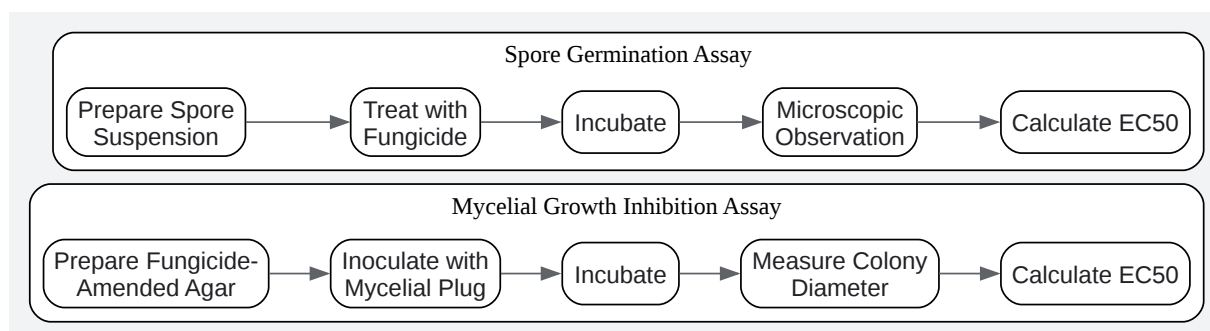 Spore Germination Assay
Prepare Spore
Suspension
Treat with
Fungicide
Incubate
Microscopic
Observation
Calculate EC50
Mycelial Growth Inhibition Assay
Prepare Fungicide-
Amended Agar
Inoculate with
Mycelial Plug
Incubate
Measure Colony
Diameter
Calculate EC50